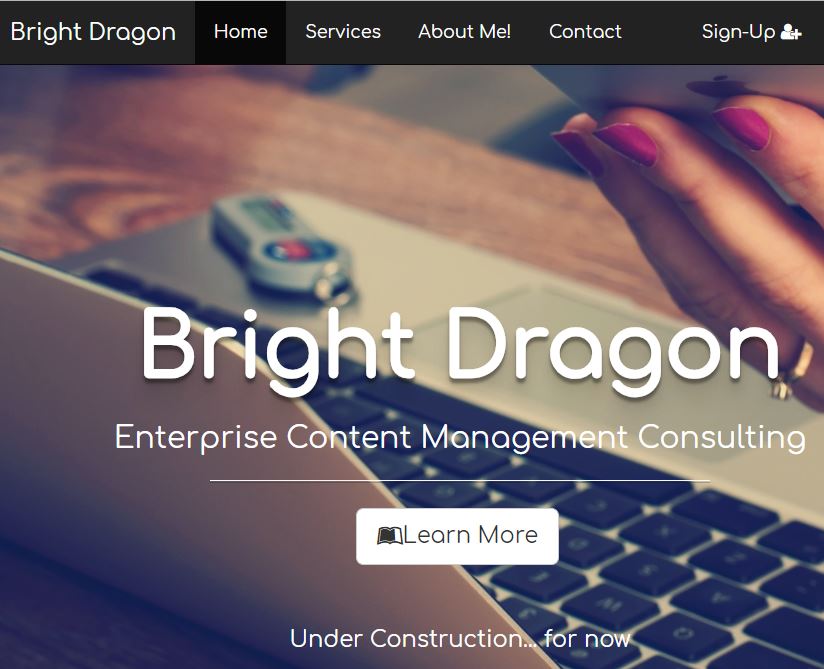 Bright Dragon Home Services About Me! Contact Sign-Up
Bright Dragon
Enterprise Content Management Consulting
Learn More
Under Construction... for now